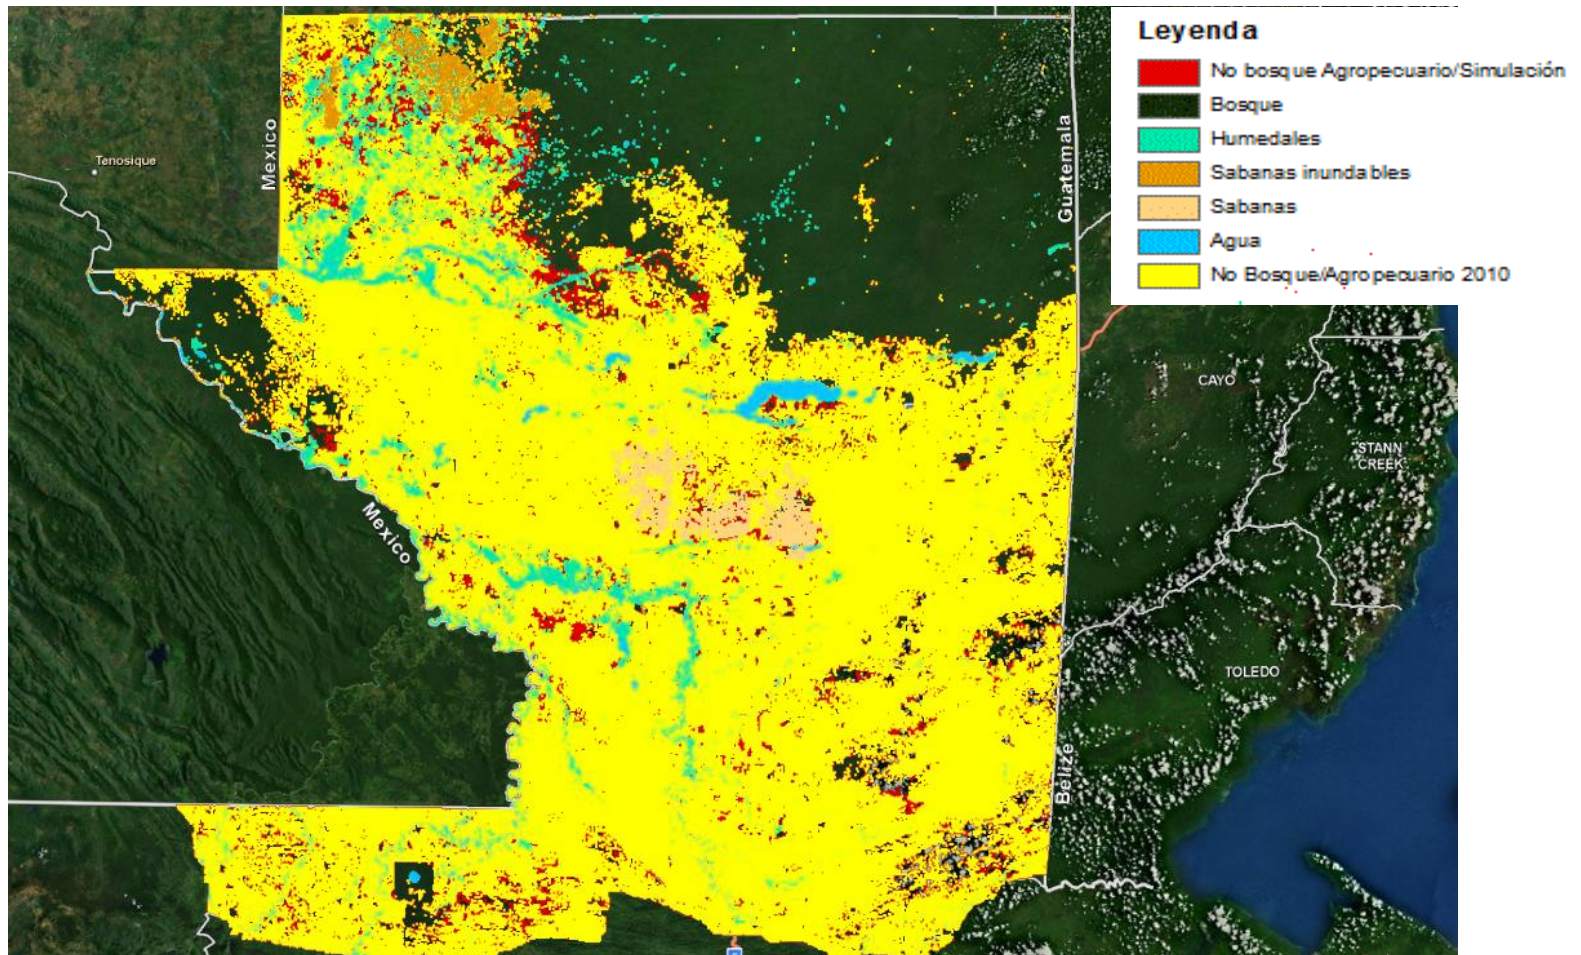 Leyenda
No bosque Agropecuario/Simulación
Bosque
Humedales
Sabanas inundables
Sabanas
Agua
No Bosque/Agropecuario 2010
Tenosique
Mexico
Guatemala
CAYO
STANN
CREEK
Mexico
TOLEDO
Belize